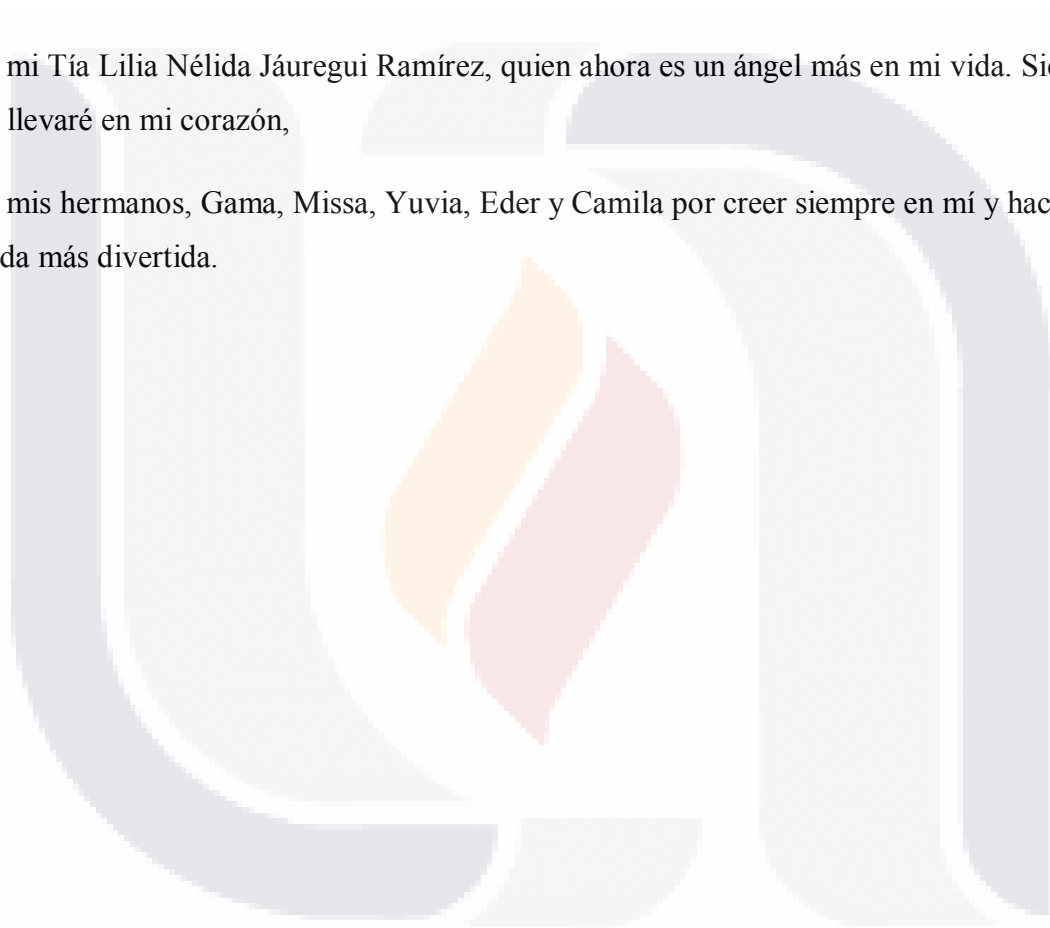 mi Tía Lilia Nélida Jáuregui Ramírez, quien ahora es un ángel más en mi vida. Si
llevaré en mi corazón,
mis hermanos, Gama, Missa, Yuvia, Eder y Camila por creer siempre en mí y hac
da más divertida.